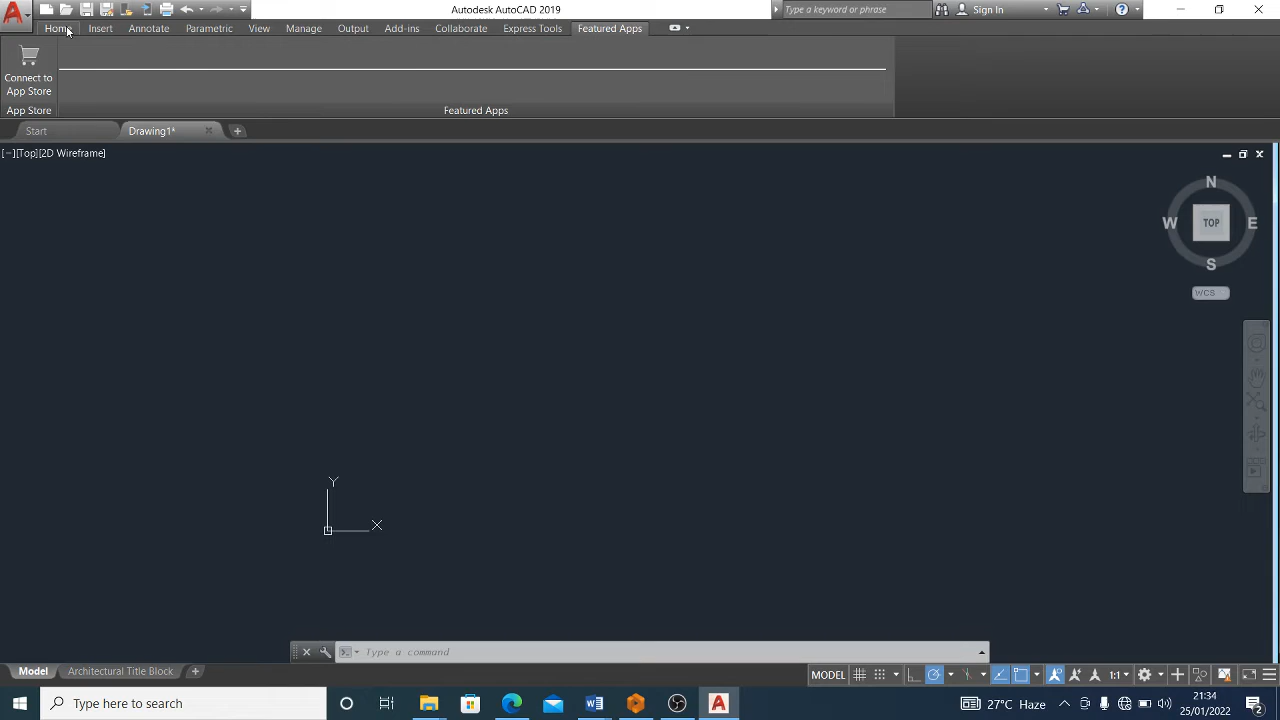 Autodesk AutoCAD 2019
Type a keyword or phrase
Sign In
Home Insert Annotate Parametric View Manage Output Add-ins Collaborate Express Tools Featured Apps
Connect to
App Store
App Store
Featured Apps
Start
Drawing1*
[−][Top][2D Wireframe]
N
W
TOP
E
S
WCS
Y
X
Type a command
Model
Architectural Title Block
MODEL
1:1
Type here to search
27°C Haze
21:34
25/01/2022
2